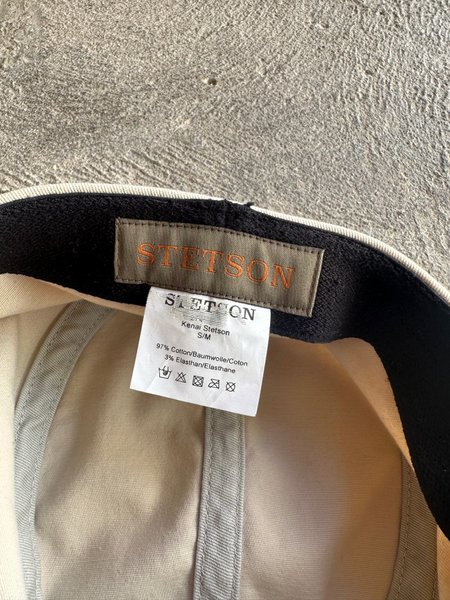 STETSON
STETSON
Kenai Stetson
S/M
97% Cotton/Baumwolle/Coton
3% Elasthan/Elasthane